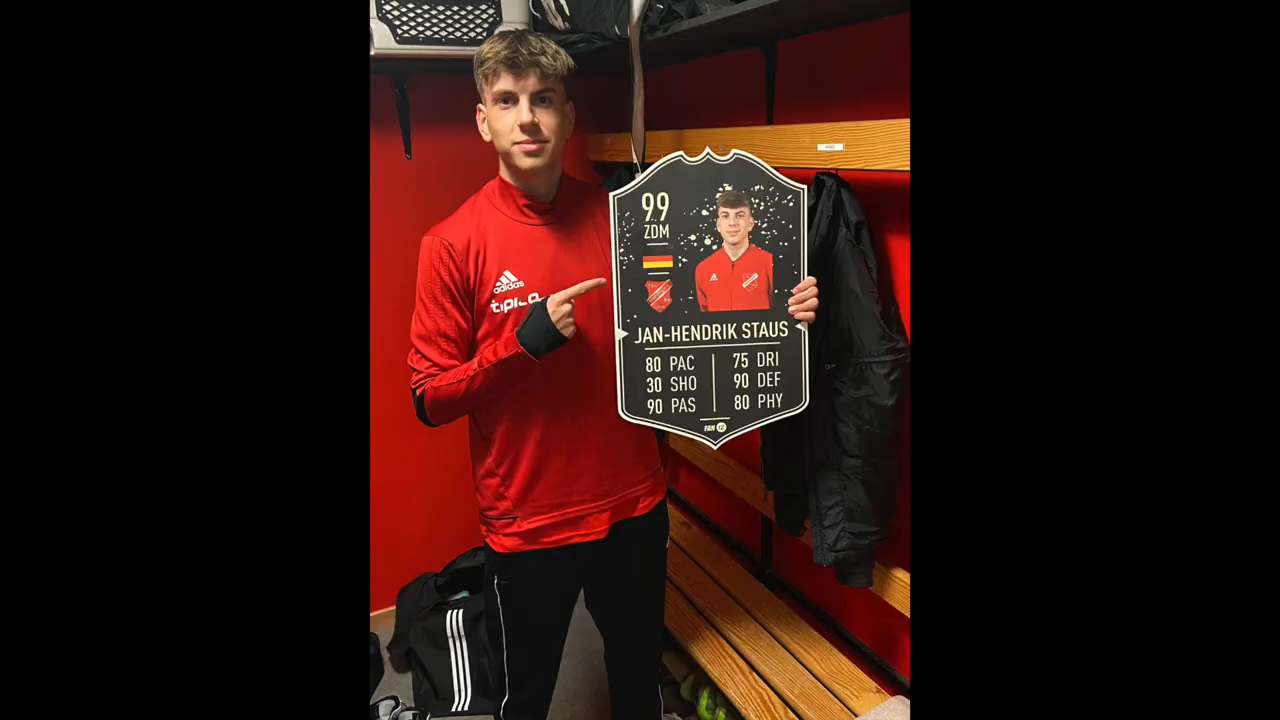 adidas
tipico
99
ZDM
JAN-HENDRIK STAUS
80 PAC
30 SHO
90 PAS
75 DRI
90 DEF
80 PHY
FAN 12